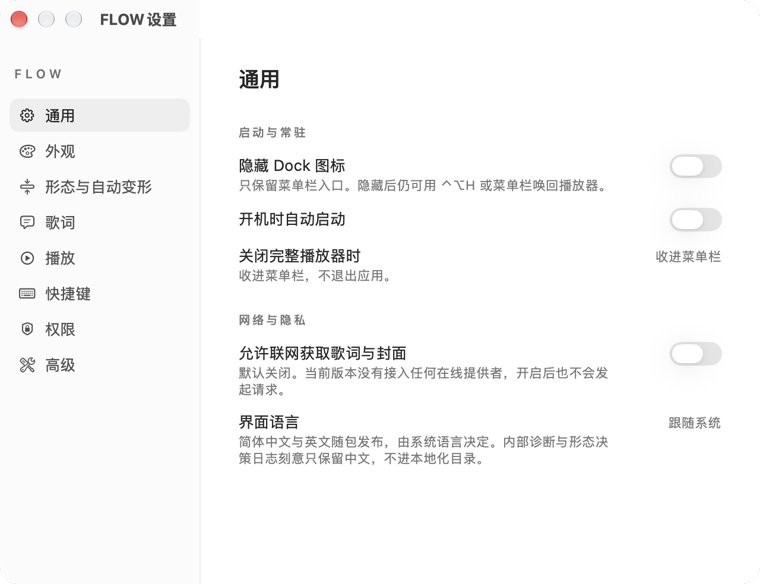 FLOW 设置
FLOW
通用
外观
形态与自动变形
歌词
播放
快捷键
权限
高级
通用
启动与常驻
隐藏 Dock 图标
只保留菜单栏入口。隐藏后仍可用 ⌃⌥H 或菜单栏唤回播放器。
开机时自动启动
关闭完整播放器时
收进菜单栏
收进菜单栏，不退出应用。
网络与隐私
允许联网获取歌词与封面
默认关闭。当前版本没有接入任何在线提供者，开启后也不会发
起请求。
界面语言
跟随系统
简体中文与英文随包发布，由系统语言决定。内部诊断与形态决
策日志刻意只保留中文，不进本地化目录。